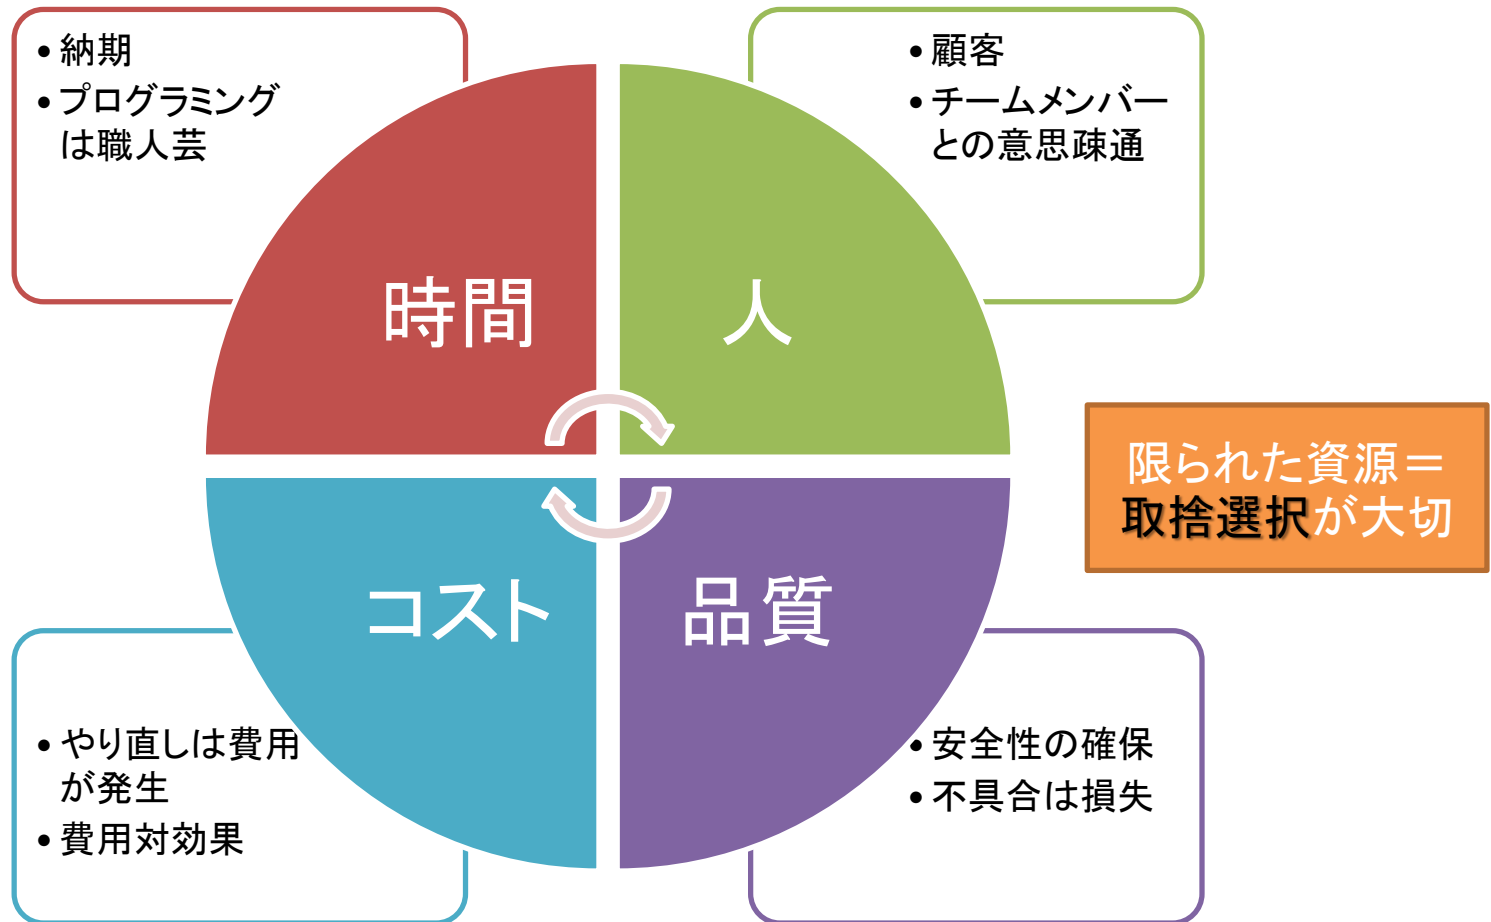 • 納期
• プログラミング
は職人芸
• 顧客
• チームメンバー
との意思疎通
時間
人
限られた資源＝
取捨選択が大切
コスト
品質
• やり直しは費用
が発生
• 費用対効果
• 安全性の確保
• 不具合は損失